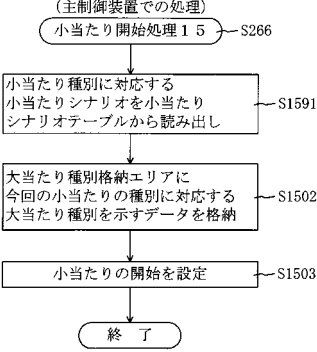 (主制御装置での処理)
小当たり開始処理15
S266
小当たり種別に対応する
小当たりシナリオを小当たり
シナリオテーブルから読み出し
S1591
大当たり種別格納エリアに
今回の小当たりの種別に対応する
大当たり種別を示すデータを格納
S1502
小当たりの開始を設定
S1503
終 了